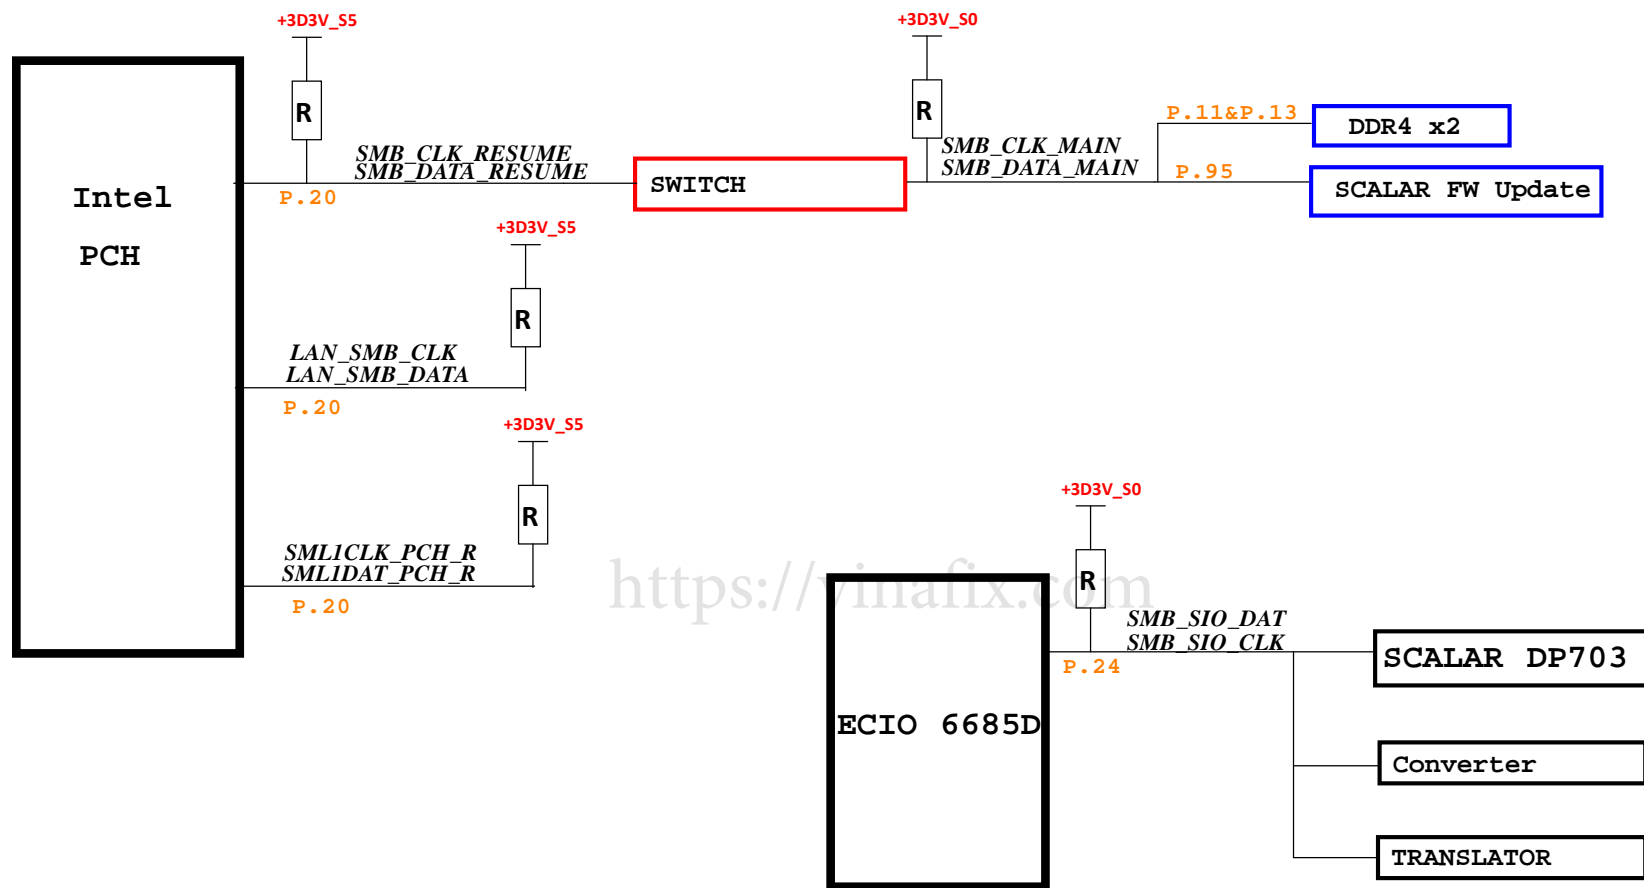 +3D3V_S5
+3D3V_S0
R
R
P.11&P.13
DDR4 x2
SMB_CLK_RESUME
SMB_DATA_RESUME
SMB_CLK_MAIN
SMB_DATA_MAIN
Intel
PCH
P.20
SWITCH
P.95
SCALAR FW Update
+3D3V_S5
R
LAN_SMB_CLK
LAN_SMB_DATA
P.20
+3D3V_S5
R
SML1CLK_PCH_R
SML1DAT_PCH_R
P.20
+3D3V_S0
R
https://vinafix.com
SMB_SIO_DAT
SMB_SIO_CLK
P.24
SCALAR DP703
ECIO 6685D
Converter
TRANSLATOR